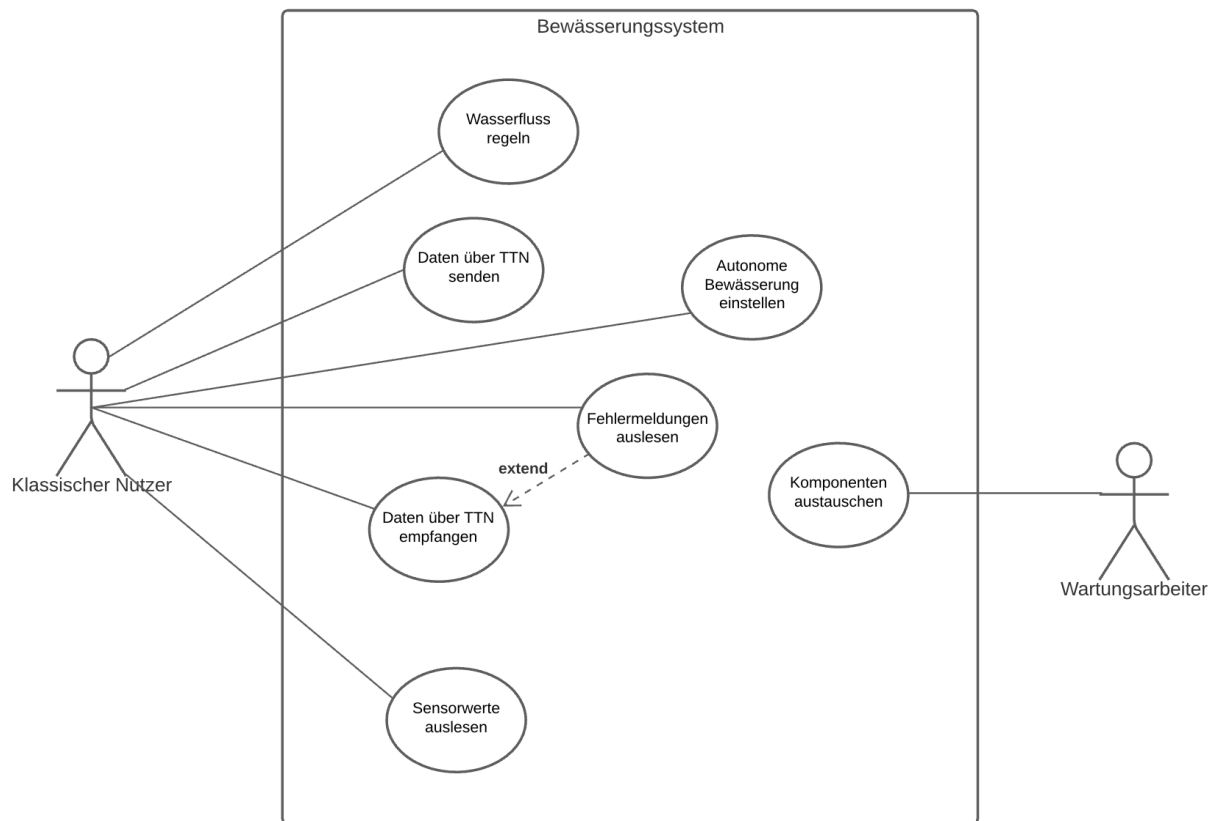 Bewässerungssystem
Wasserfluss
regeln
Daten über TTN
senden
Autonome
Bewässerung
einstellen
Fehlermeldungen
auslesen
extend
Klassischer Nutzer
Komponenten
austauschen
Daten über TTN
empfangen
Wartungsarbeiter
Sensorwerte
auslesen